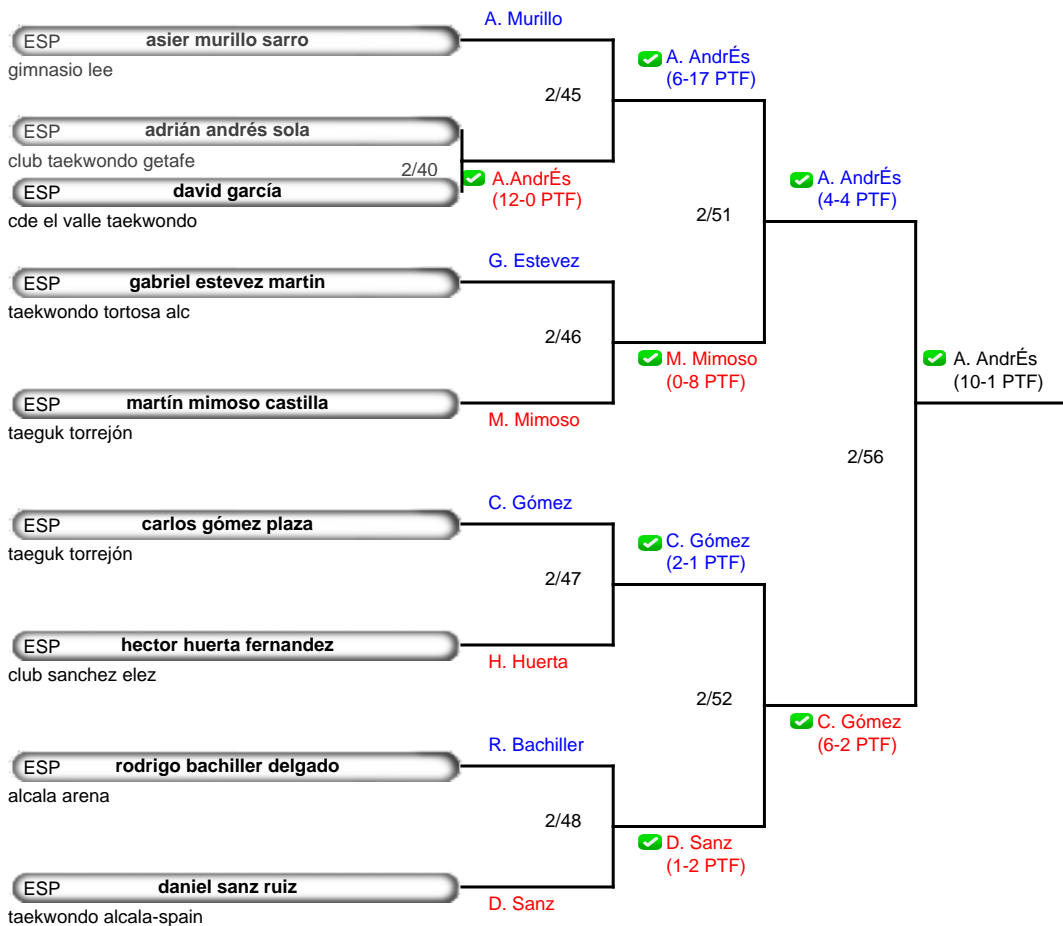 A. Murillo
ESP asier murillo sarro
gimnasio lee
A. AndrÉs
(6-17 PTF)
2/45
ESP adrián andrés sola
club taekwondo getafe
2/40
A.AndrÉs
(12-0 PTF)
ESP david garcía
cde el valle taekwondo
A. AndrÉs
(4-4 PTF)
2/51
G. Estevez
ESP gabriel estevez martin
taekwondo tortosa alc
2/46
M. Mimoso
(0-8 PTF)
A. AndrÉs
(10-1 PTF)
ESP martín mimoso castilla
taeguk torrejón
M. Mimoso
2/56
C. Gómez
ESP carlos gómez plaza
taeguk torrejón
C. Gómez
(2-1 PTF)
2/47
ESP hector huerta fernandez
club sanchez elez
H. Huerta
2/52
C. Gómez
(6-2 PTF)
R. Bachiller
ESP rodrigo bachiller delgado
alcala arena
2/48
D. Sanz
(1-2 PTF)
ESP daniel sanz ruiz
taekwondo alcala-spain
D. Sanz